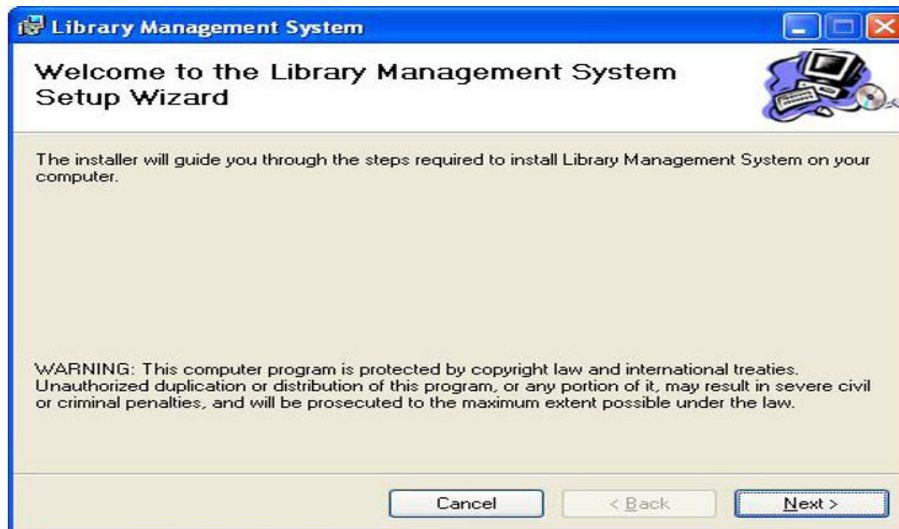 Library Management System
Welcome to the Library Management System
Setup Wizard
The installer will guide you through the steps required to install Library Management System on your
computer.
WARNING: This computer program is protected by copyright law and international treaties.
Unauthorized duplication or distribution of this program, or any portion of it, may result in severe civil
or criminal penalties, and will be prosecuted to the maximum extent possible under the law.
Cancel < Back Next >